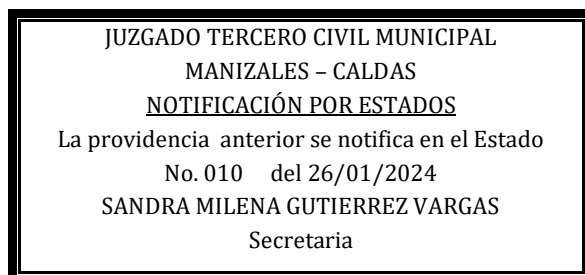 JUZGADO TERCERO CIVIL MUNICIPAL
MANIZALES – CALDAS
NOTIFICACIÓN POR ESTADOS
La providencia anterior se notifica en el Estado
No. 010 del 26/01/2024
SANDRA MILENA GUTIERREZ VARGAS
Secretaria